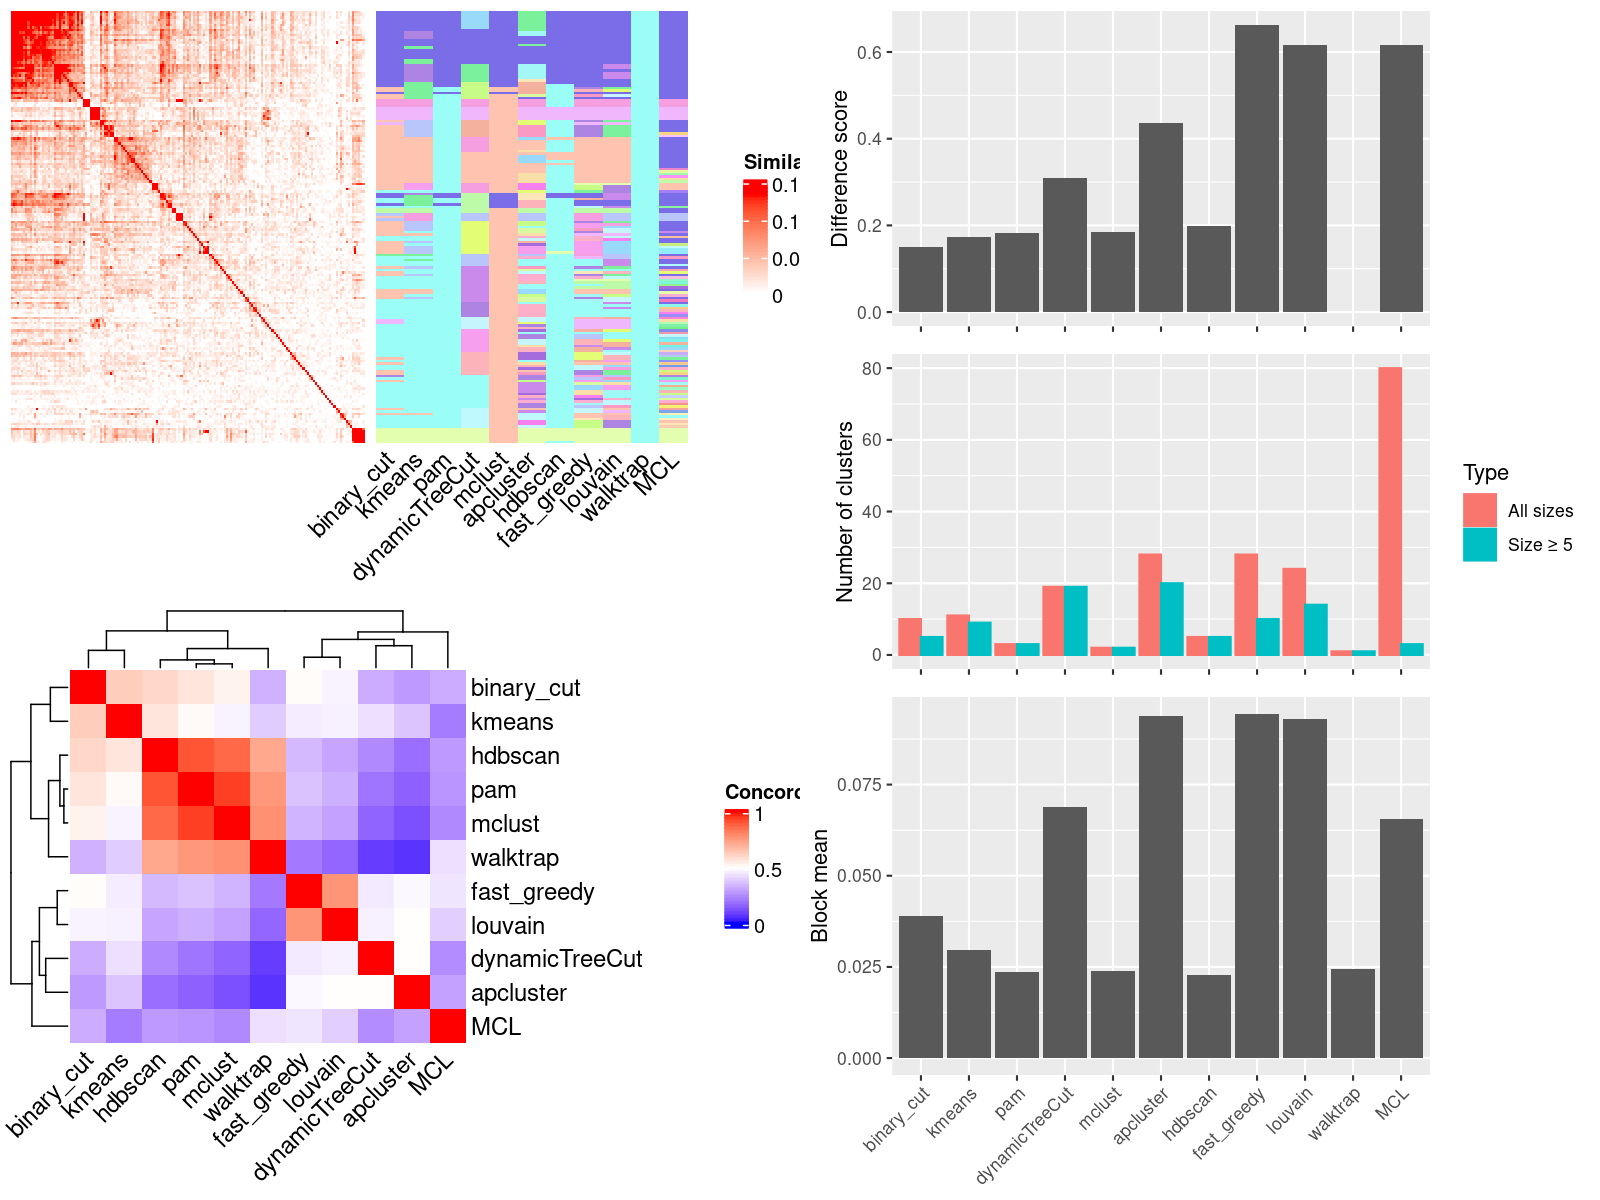 Simila
0.1
0.1
0.0
0
binary_cut
kmeans
pam
dynamicTreeCut
mclust
apcluster
hdbscan
fast_greedy
louvain
walktrap
MCL
binary_cut
kmeans
hdbscan
pam
mclust
walktrap
fast_greedy
louvain
dynamicTreeCut
apcluster
MCL
binary_cut
kmeans
hdbscan
pam
mclust
walktrap
fast_greedy
louvain
dynamicTreeCut
apcluster
MCL
Concord
1
0.5
0
Difference score
0.6
0.4
0.2
0.0
Number of clusters
80
60
40
20
0
Type
All sizes
Size ≥ 5
Block mean
0.075
0.050
0.025
0.000
binary_cut
kmeans
pam
dynamicTreeCut
mclust
apcluster
hdbscan
fast_greedy
louvain
walktrap
MCL